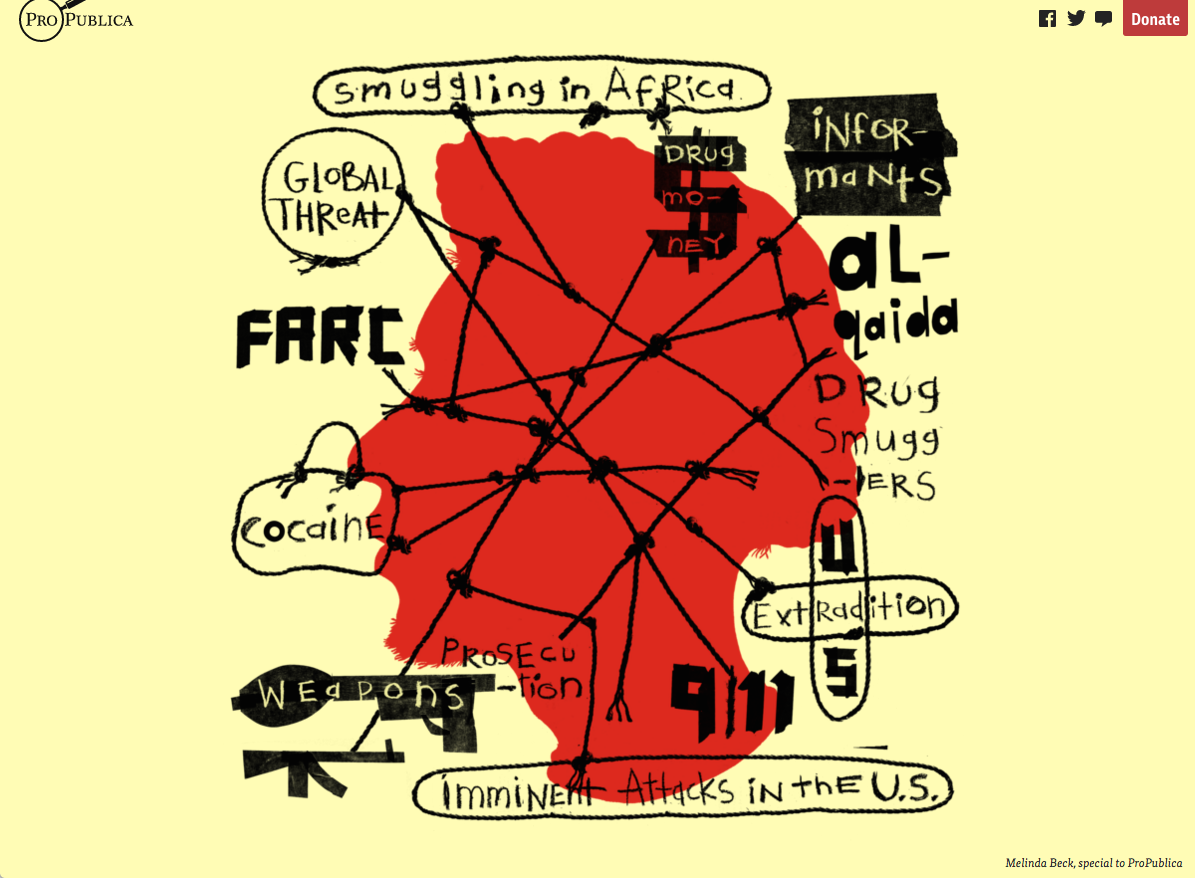 PROPUBLICA
Donate
smuggling in AFRica
GLOBAL
THReAt
DRug
mo-
ney
iNFOR-
maNtS
aL-
qaida
FARC
DRug
Smugg
-lERS
cocaine
U
Extradition
S
PROSECU
-tion
WEapons
9/11
imminent Attacks in the U.S.
Melinda Beck, special to ProPublica